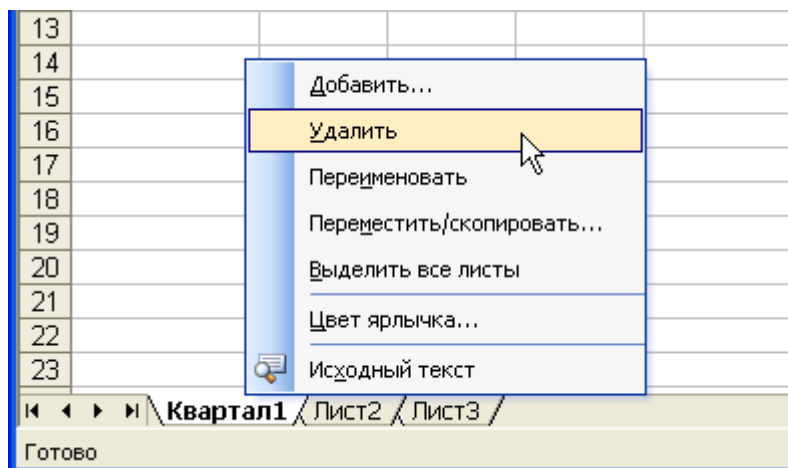 13
14
Добавить...
15
16
Удалить
17
Переименовать
18
Переместить/скопировать...
19
20
Выделить все листы
21
Цвет ярлычка...
22
23
Исходный текст
Квартал1 Лист2 Лист3
Готово